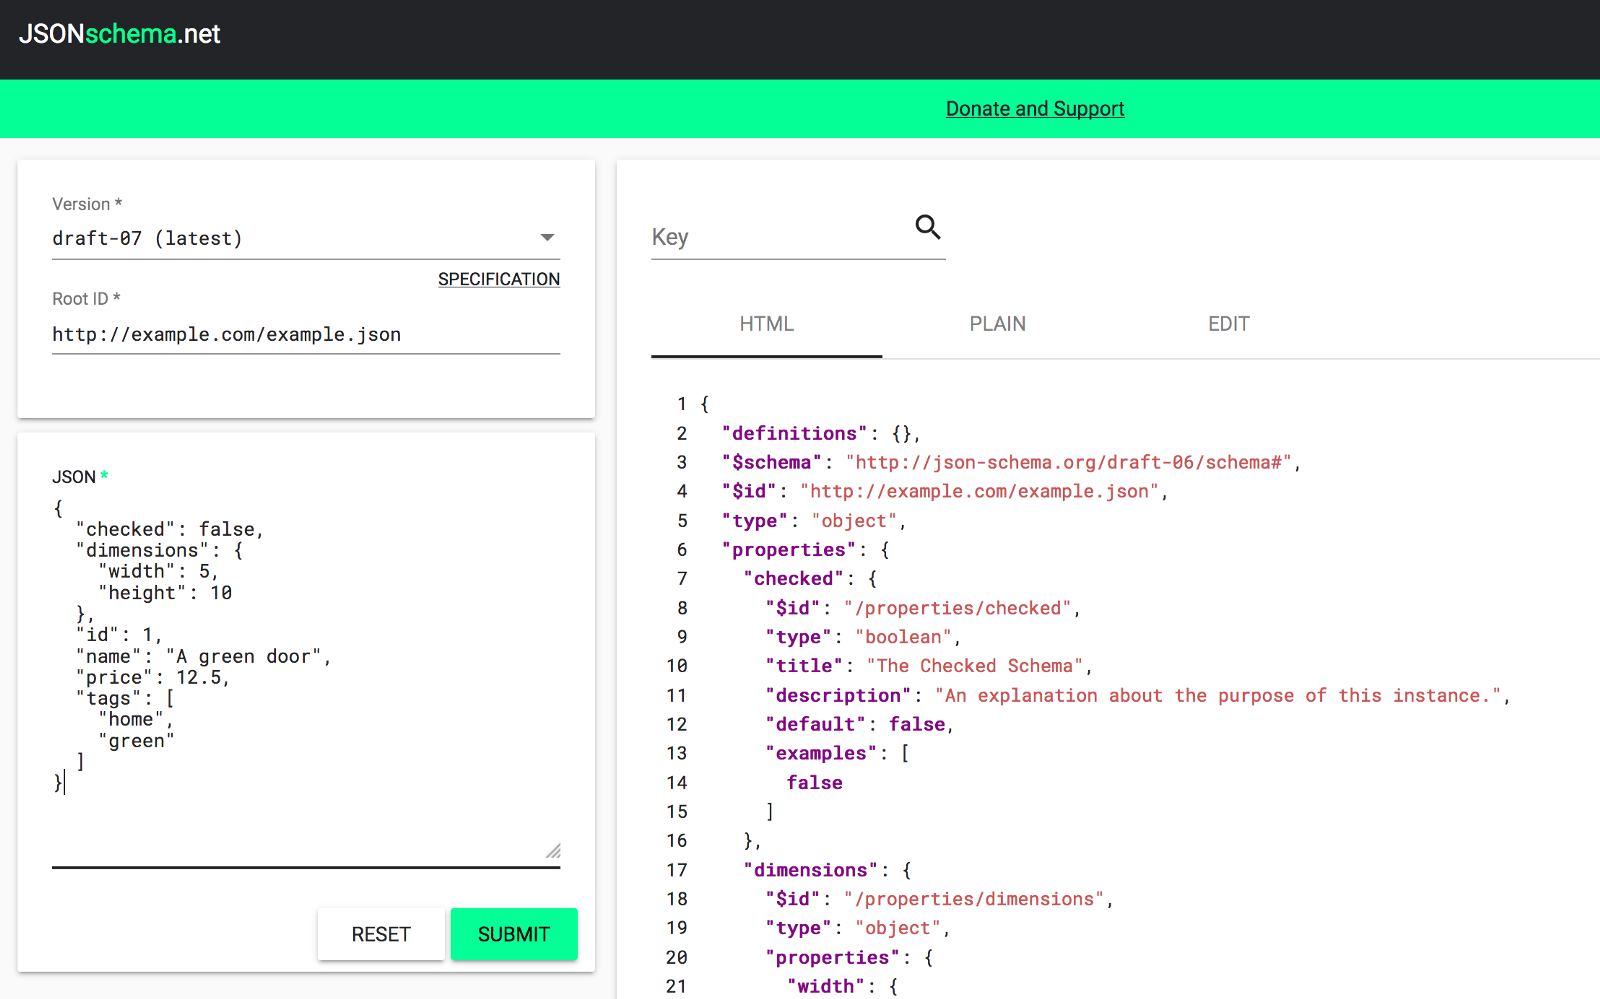 JSONschema.net
Donate and Support
Version *
draft-07 (latest)
SPECIFICATION
Root ID *
http://example.com/example.json
JSON *
{
  "checked": false,
  "dimensions": {
    "width": 5,
    "height": 10
  },
  "id": 1,
  "name": "A green door",
  "price": 12.5,
  "tags": [
    "home",
    "green"
  ]
}
RESET SUBMIT
Key
HTML PLAIN EDIT
1 {
2   "definitions": {},
3   "$schema": "http://json-schema.org/draft-06/schema#",
4   "$id": "http://example.com/example.json",
5   "type": "object",
6   "properties": {
7     "checked": {
8       "$id": "/properties/checked",
9       "type": "boolean",
10       "title": "The Checked Schema",
11       "description": "An explanation about the purpose of this instance.",
12       "default": false,
13       "examples": [
14         false
15       ]
16     },
17     "dimensions": {
18       "$id": "/properties/dimensions",
19       "type": "object",
20       "properties": {
21         "width": {